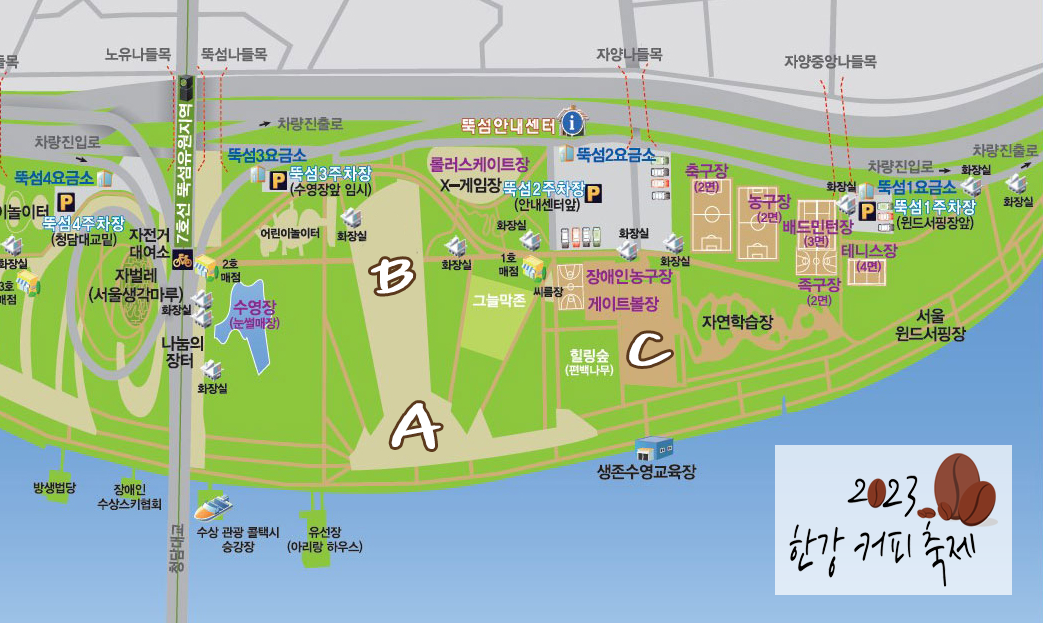 노유나들목
뚝섬나들목
자양나들목
자양중앙나들목
들목
7호선 뚝섬유원지역
차량진입로
차량진출로
뚝섬안내센터
차량진입로
차량진출로
뚝섬4요금소
뚝섬3요금소
뚝섬2요금소
뚝섬1요금소
P
뚝섬4주차장
(청담대교밑)
P
뚝섬3주차장
(수영장앞 임시)
롤러스케이트장
X-게임장
뚝섬2주차장
(안내센터앞)
P
축구장
(2면)
농구장
(2면)
배드민턴장
(3면)
P
뚝섬1주차장
(윈드서핑장앞)
화장실
화장실
화장실
테니스장
(4면)
족구장
(2면)
이놀이터
화장실
3호
매점
자전거
대여소
2호
매점
자벌레
(서울생각마루)
화장실
어린이놀이터
화장실
화장실
화장실
1호
매점
화장실
화장실
씨름장
장애인농구장
게이트볼장
수영장
(눈썰매장)
나눔의
장터
화장실
B
그늘막존
힐링숲
(편백나무)
C
자연학습장
서울
윈드서핑장
A
생존수영교육장
방생법당
장애인
수상스키협회
청담대교
수상 관광 콜택시
승강장
유선장
(아리랑 하우스)
2023
한강 커피 축제